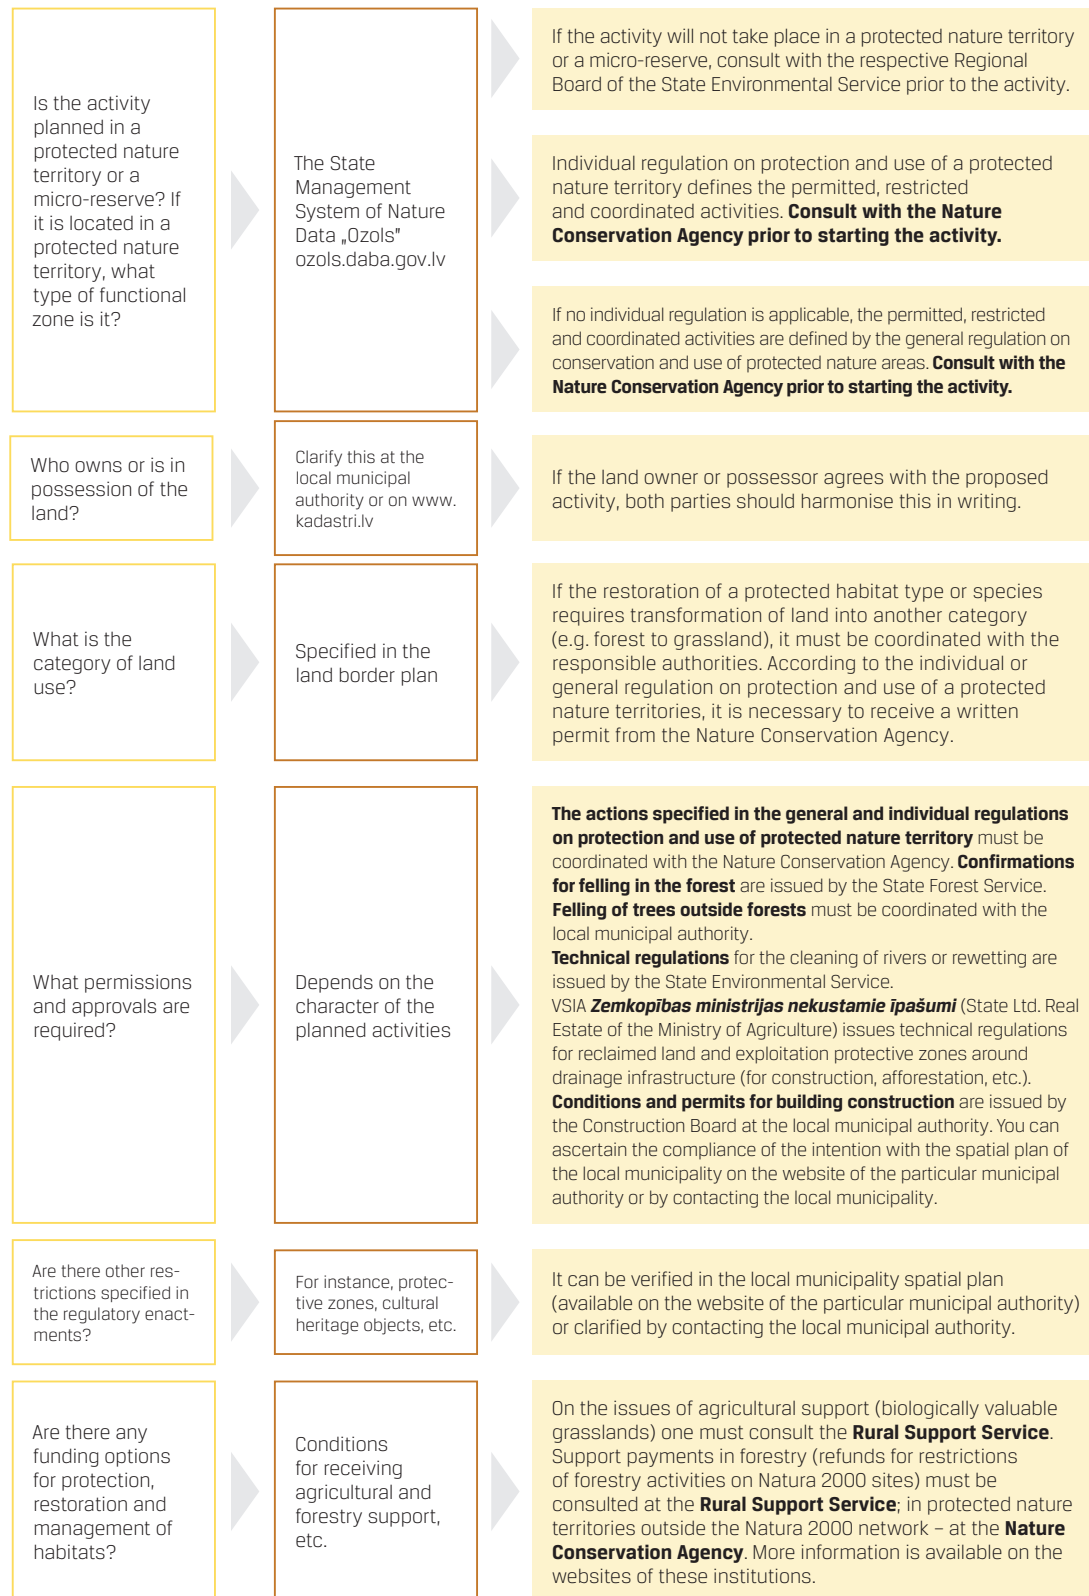 Is the activity
planned in a
protected nature
territory or a
micro-reserve? If
it is located in a
protected nature
territory, what
type of functional
zone is it?
The State
Management
System of Nature
Data „Ozols”
ozols.daba.gov.lv
If the activity will not take place in a protected nature territory
or a micro-reserve, consult with the respective Regional
Board of the State Environmental Service prior to the activity.
Individual regulation on protection and use of a protected
nature territory defines the permitted, restricted
and coordinated activities. Consult with the Nature
Conservation Agency prior to starting the activity.
If no individual regulation is applicable, the permitted, restricted
and coordinated activities are defined by the general regulation on
conservation and use of protected nature areas. Consult with the
Nature Conservation Agency prior to starting the activity.
Who owns or is in
possession of the
land?
Clarify this at the
local municipal
authority or on www.
kadastri.lv
If the land owner or possessor agrees with the proposed
activity, both parties should harmonise this in writing.
What is the
category of land
use?
Specified in the
land border plan
If the restoration of a protected habitat type or species
requires transformation of land into another category
(e.g. forest to grassland), it must be coordinated with the
responsible authorities. According to the individual or
general regulation on protection and use of a protected
nature territories, it is necessary to receive a written
permit from the Nature Conservation Agency.
What permissions
and approvals are
required?
Depends on the
character of the
planned activities
The actions specified in the general and individual regulations
on protection and use of protected nature territory must be
coordinated with the Nature Conservation Agency. Confirmations
for felling in the forest are issued by the State Forest Service.
Felling of trees outside forests must be coordinated with the
local municipal authority.
Technical regulations for the cleaning of rivers or rewetting are
issued by the State Environmental Service.
VSIA Zemkopības ministrijas nekustamie īpašumi (State Ltd. Real
Estate of the Ministry of Agriculture) issues technical regulations
for reclaimed land and exploitation protective zones around
drainage infrastructure (for construction, afforestation, etc.).
Conditions and permits for building construction are issued by
the Construction Board at the local municipal authority. You can
ascertain the compliance of the intention with the spatial plan of
the local municipality on the website of the particular municipal
authority or by contacting the local municipality.
Are there other res-
trictions specified in
the regulatory enact-
ments?
For instance, protec-
tive zones, cultural
heritage objects, etc.
It can be verified in the local municipality spatial plan
(available on the website of the particular municipal authority)
or clarified by contacting the local municipal authority.
Are there any
funding options
for protection,
restoration and
management of
habitats?
Conditions
for receiving
agricultural and
forestry support,
etc.
On the issues of agricultural support (biologically valuable
grasslands) one must consult the Rural Support Service.
Support payments in forestry (refunds for restrictions
of forestry activities on Natura 2000 sites) must be
consulted at the Rural Support Service; in protected nature
territories outside the Natura 2000 network – at the Nature
Conservation Agency. More information is available on the
websites of these institutions.